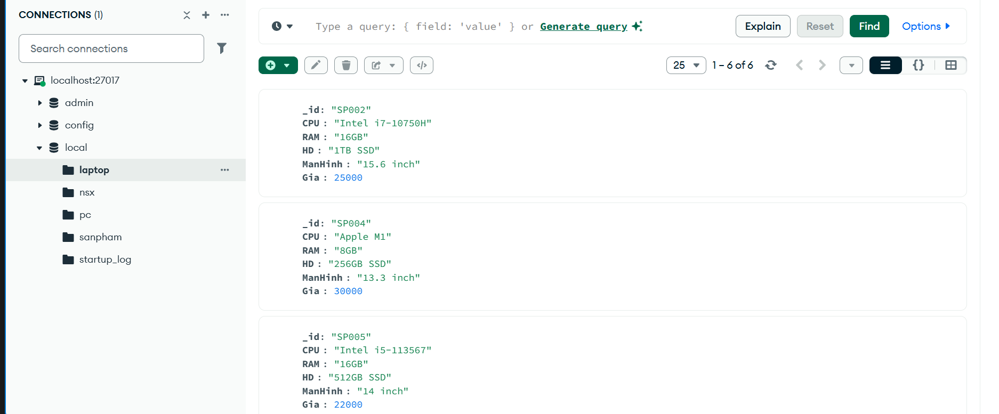 CONNECTIONS (1)
Search connections
localhost:27017
admin
config
local
laptop
nsx
pc
sanpham
startup_log
Type a query: { field: 'value' } or Generate query
Explain
Reset
Find
Options
25
1 – 6 of 6
_id: "SP002"
CPU : "Intel i7-10750H"
RAM : "16GB"
HD : "1TB SSD"
ManHinh : "15.6 inch"
Gia : 25000
_id: "SP004"
CPU : "Apple M1"
RAM : "8GB"
HD : "256GB SSD"
ManHinh : "13.3 inch"
Gia : 30000
_id: "SP005"
CPU : "Intel i5-113567"
RAM : "16GB"
HD : "512GB SSD"
ManHinh : "14 inch"
Gia : 22000